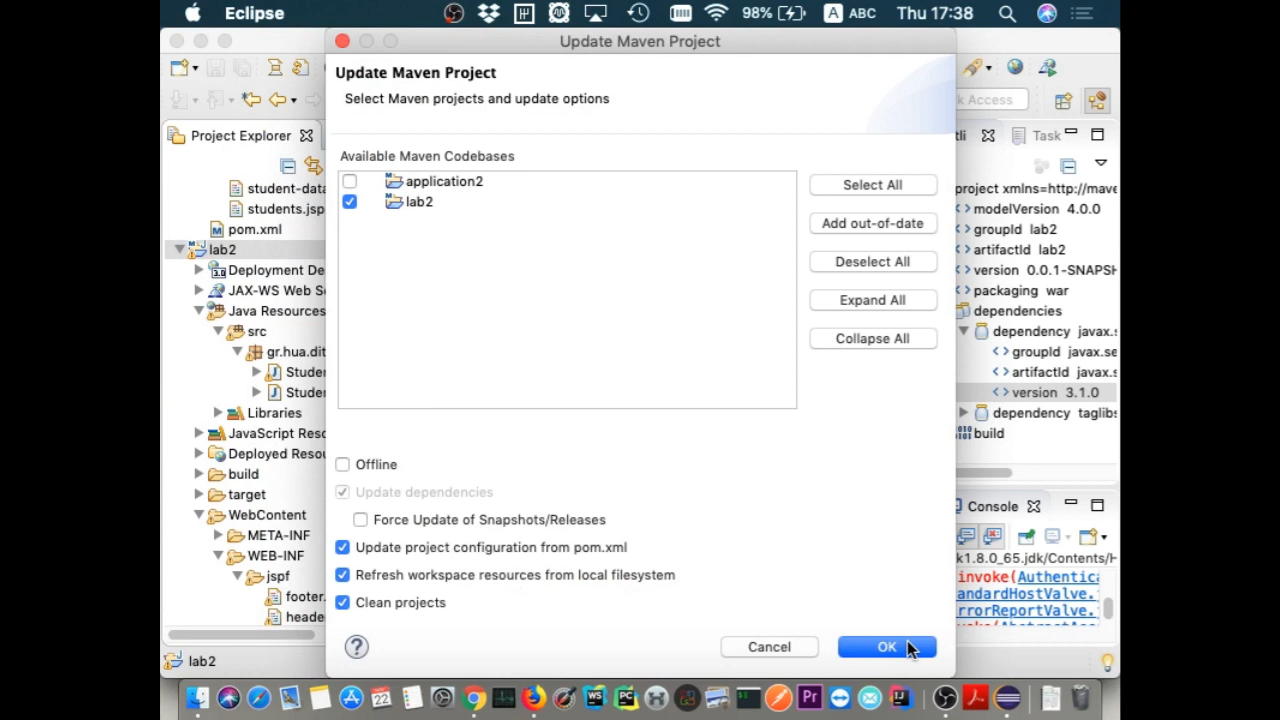 Eclipse
98%
A ABC
Thu 17:38
Update Maven Project
Update Maven Project
Select Maven projects and update options
Available Maven Codebases
application2
lab2
Select All
Add out-of-date
Deselect All
Expand All
Collapse All
Offline
Update dependencies
Force Update of Snapshots/Releases
Update project configuration from pom.xml
Refresh workspace resources from local filesystem
Clean projects
?
Cancel
OK
Project Explorer
student-dat
students.jsp
pom.xml
lab2
Deployment De
JAX-WS Web S
Java Resources
src
gr.hua.dit
Studen
Studen
Libraries
JavaScript Reso
Deployed Resou
build
target
WebContent
META-INF
WEB-INF
jspf
footer.
heade
lab2
k Access
tli
Task
project xmlns=http://mave
modelVersion 4.0.0
groupId lab2
artifactId lab2
version 0.0.1-SNAPSH
packaging war
dependencies
dependency javax.s
groupId javax.se
artifactId javax.s
version 3.1.0
dependency taglibs
build
Console
k1.8.0_65.jdk/Contents/H
invoke(Authentica
andardHostValve.
rrorReportValve.